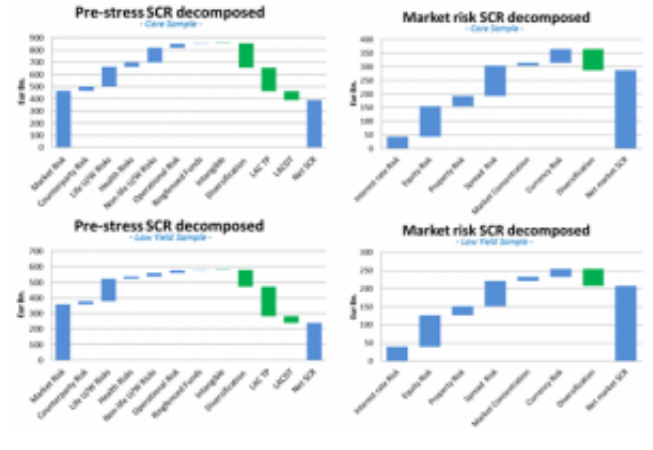 Pre-stress SCR decomposed
- Core Sample -
Eur Bn.
900
800
700
600
500
400
300
200
100
0
Market Risk
Counterparty Risk
Life U/W Risks
Health Risks
Non-life U/W Risks
Operational Risk
Ringfenced Funds
Intangible
Diversification
LAC TP
LACDT
Net SCR
Market risk SCR decomposed
- Core Sample -
Eur Bn.
400
350
300
250
200
150
100
50
0
Interest rate Risk
Equity Risk
Property Risk
Spread Risk
Market Concentration
Currency Risk
Diversification
Net market SCR
Pre-stress SCR decomposed
- Low Yield Sample -
Eur Bn.
700
600
500
400
300
200
100
0
Market Risk
Counterparty Risk
Life U/W Risks
Health Risks
Non-life U/W Risks
Operational Risk
Ringfenced Funds
Intangible
Diversification
LAC TP
LACDT
Net SCR
Market risk SCR decomposed
- Low Yield Sample -
Eur Bn.
300
250
200
150
100
50
0
Interest rate Risk
Equity Risk
Property Risk
Spread Risk
Market Concentration
Currency Risk
Diversification
Net market SCR